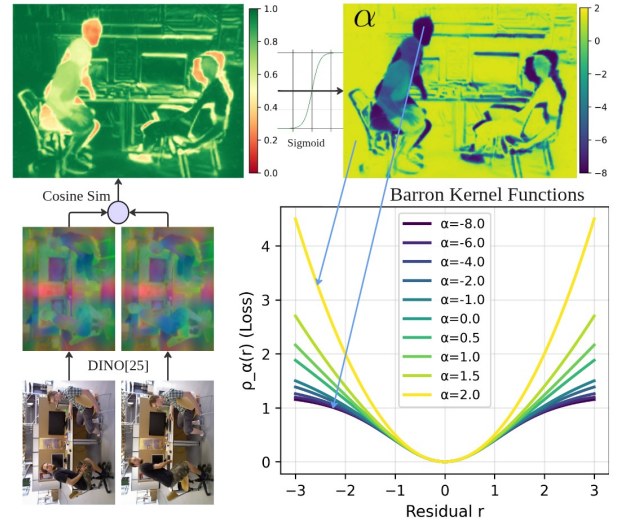 1.0
0.8
0.6
0.4
0.2
0.0
Sigmoid
α
2
0
−2
−4
−6
−8
Cosine Sim
DINO[25]
Barron Kernel Functions
α=-8.0
α=-6.0
α=-4.0
α=-2.0
α=-1.0
α=0.0
α=0.5
α=1.0
α=1.5
α=2.0
ρ_α(r) (Loss)
4
3
2
1
0
−3 −2 −1 0 1 2 3
Residual r